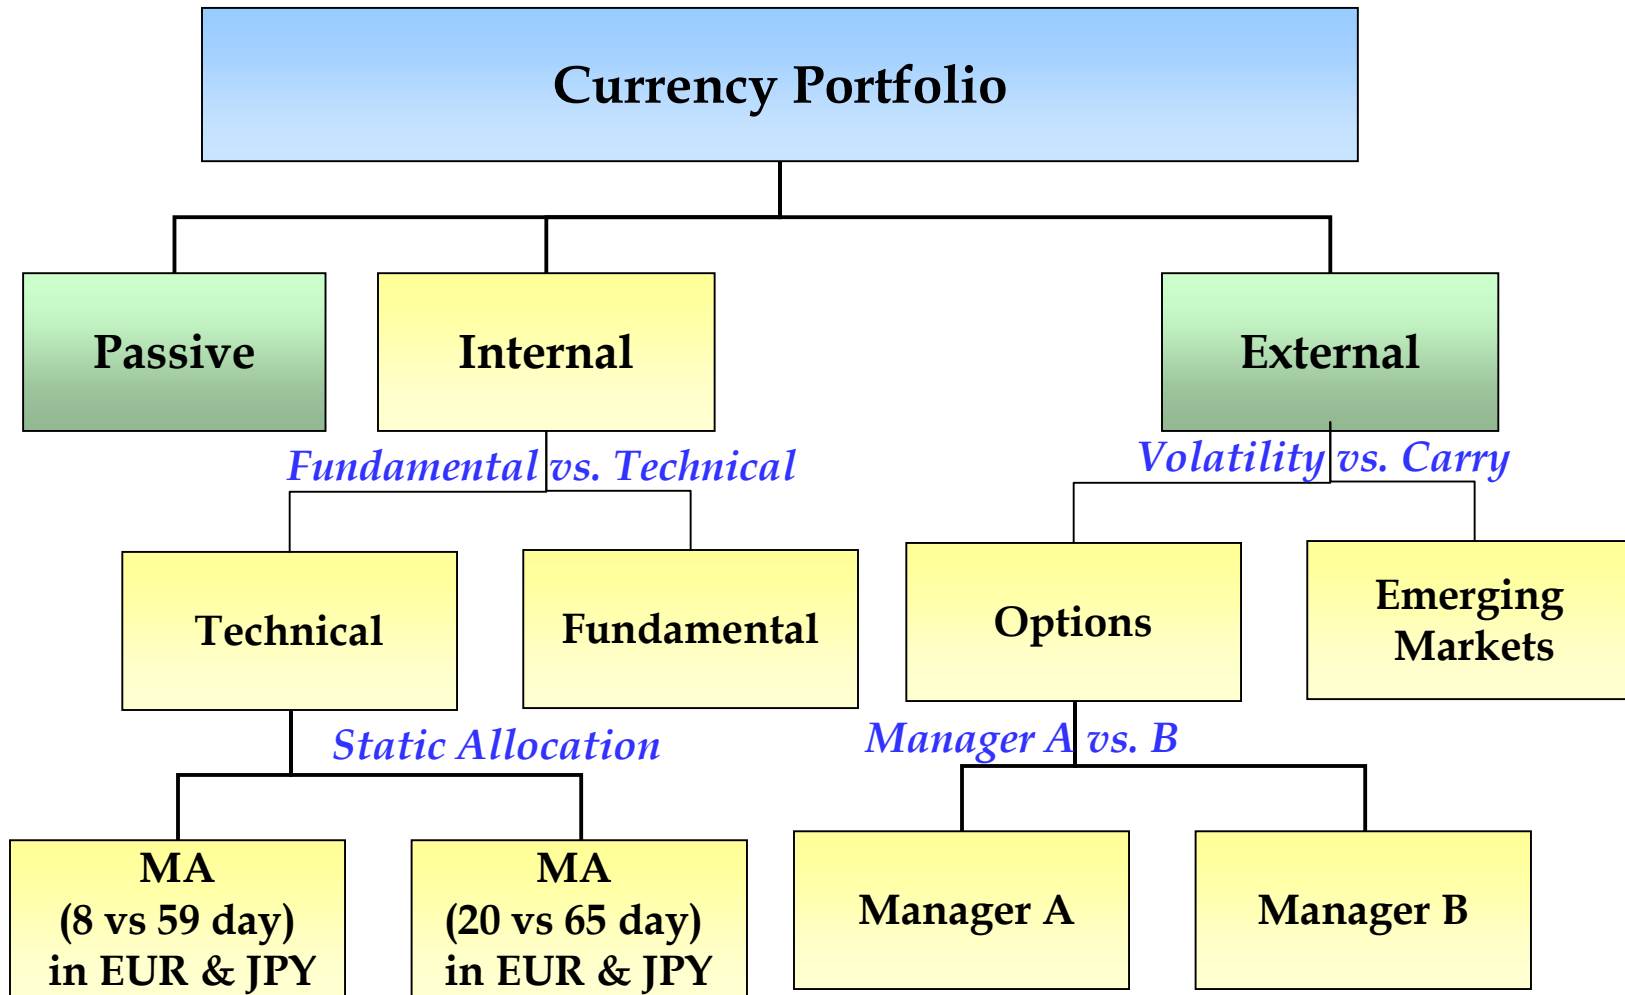 Currency Portfolio
Passive
Internal
External
Fundamental vs. Technical
Volatility vs. Carry
Technical
Fundamental
Options
Emerging
Markets
Static Allocation
Manager A vs. B
MA
(8 vs 59 day)
in EUR & JPY
MA
(20 vs 65 day)
in EUR & JPY
Manager A
Manager B